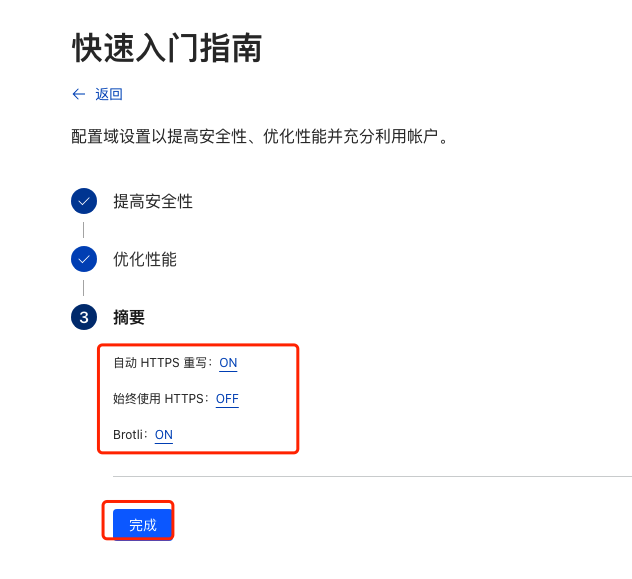 快速入门指南
← 返回
配置域设置以提高安全性、优化性能并充分利用帐户。
提高安全性
优化性能
3 摘要
自动 HTTPS 重写： ON
始终使用 HTTPS： OFF
Brotli： ON
完成